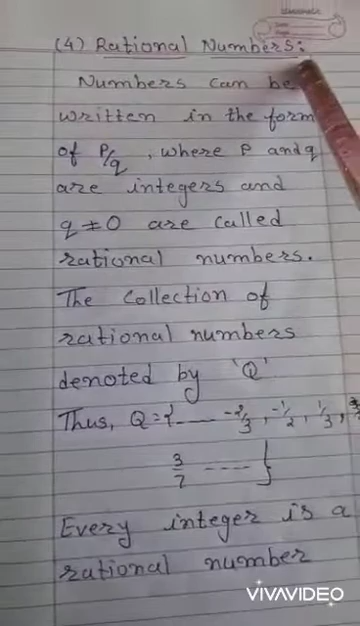 (4) Rational Numbers:
Numbers can be
written in the form
of P/q , where P and q
are integers and
q ≠ 0 are called
rational numbers.
The Collection of
rational numbers
denoted by 'Q'
Thus, Q = { ---- -2/3 , -1/2 , 1/3 ,
3/7 ---- }
Every integer is a
rational number
VIVAVIDEO